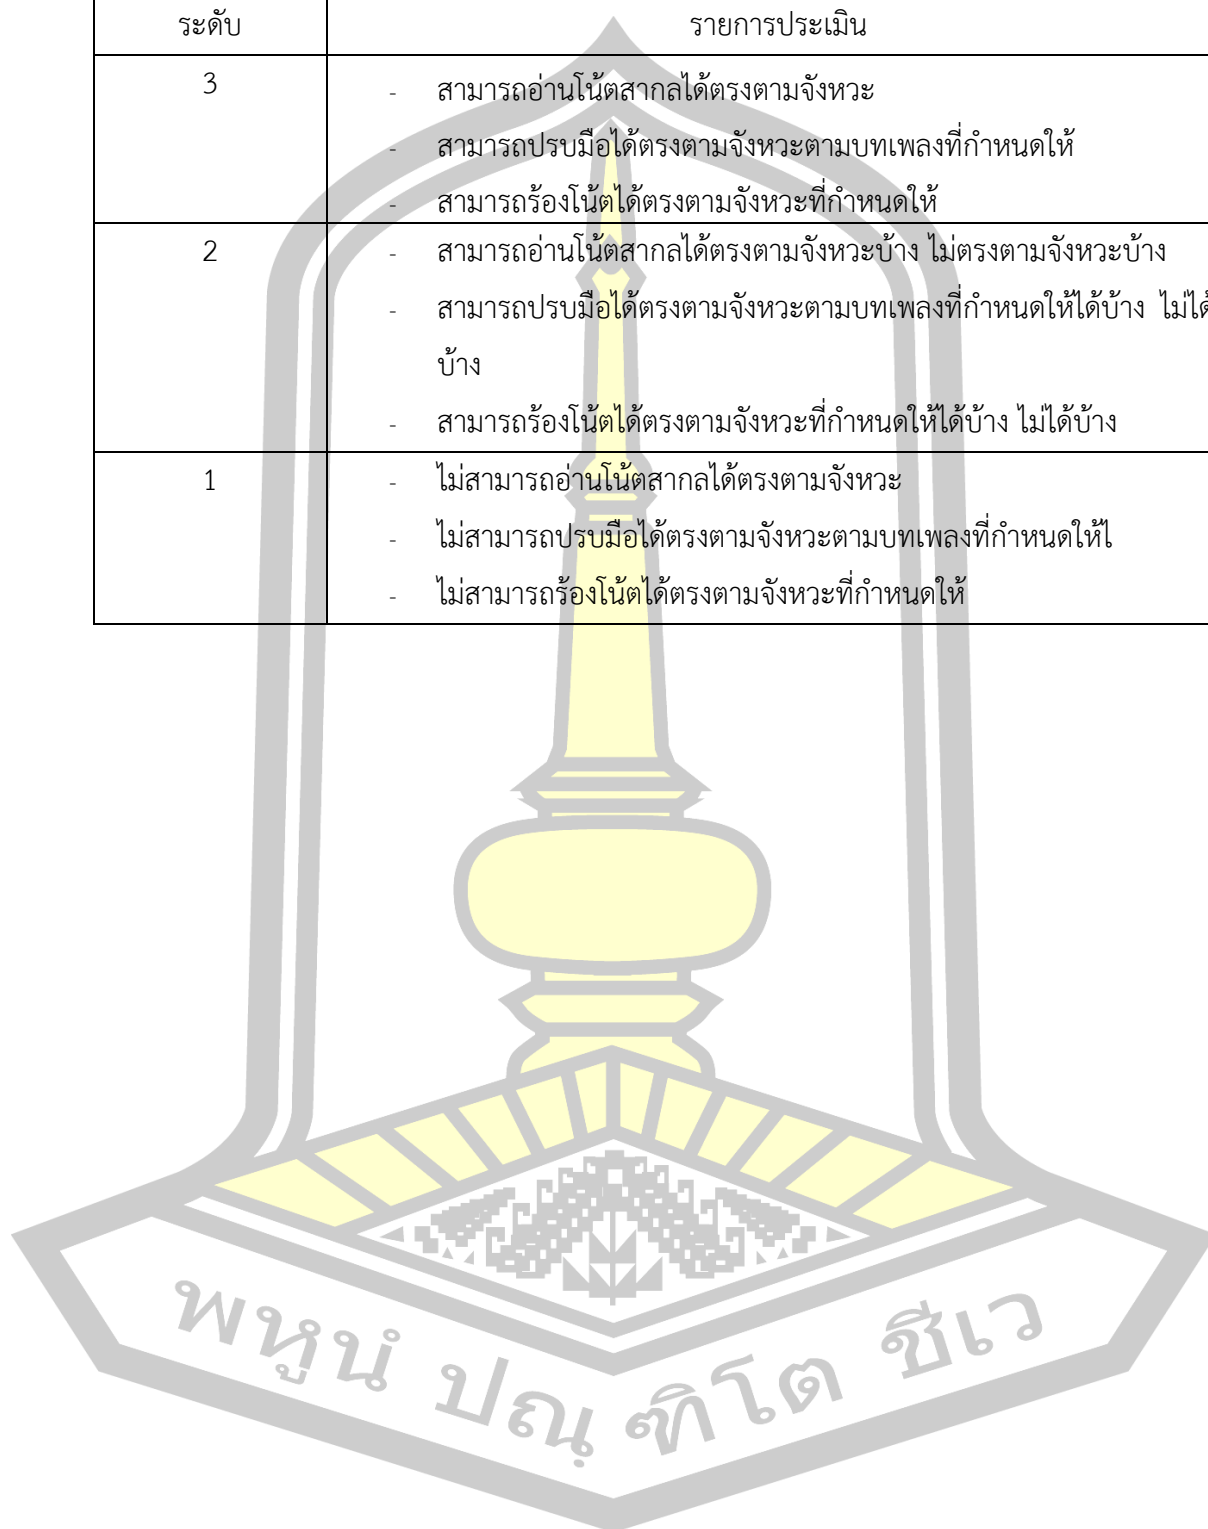 ระดับ รายการประเมิน
3 - สามารถอ่านโน้ตสากลได้ตรงตามจังหวะ
- สามารถปรบมือได้ตรงตามจังหวะตามบทเพลงที่กำหนดให้
- สามารถร้องโน้ตได้ตรงตามจังหวะที่กำหนดให้
2 - สามารถอ่านโน้ตสากลได้ตรงตามจังหวะบ้าง ไม่ตรงตามจังหวะบ้าง
- สามารถปรบมือได้ตรงตามจังหวะตามบทเพลงที่กำหนดให้ได้บ้าง ไม่ได้
บ้าง
- สามารถร้องโน้ตได้ตรงตามจังหวะที่กำหนดให้ได้บ้าง ไม่ได้บ้าง
1 - ไม่สามารถอ่านโน้ตสากลได้ตรงตามจังหวะ
- ไม่สามารถปรบมือได้ตรงตามจังหวะตามบทเพลงที่กำหนดให้ไ
- ไม่สามารถร้องโน้ตได้ตรงตามจังหวะที่กำหนดให้
พหูนํ ปณฺ ฑิโต ชีเว